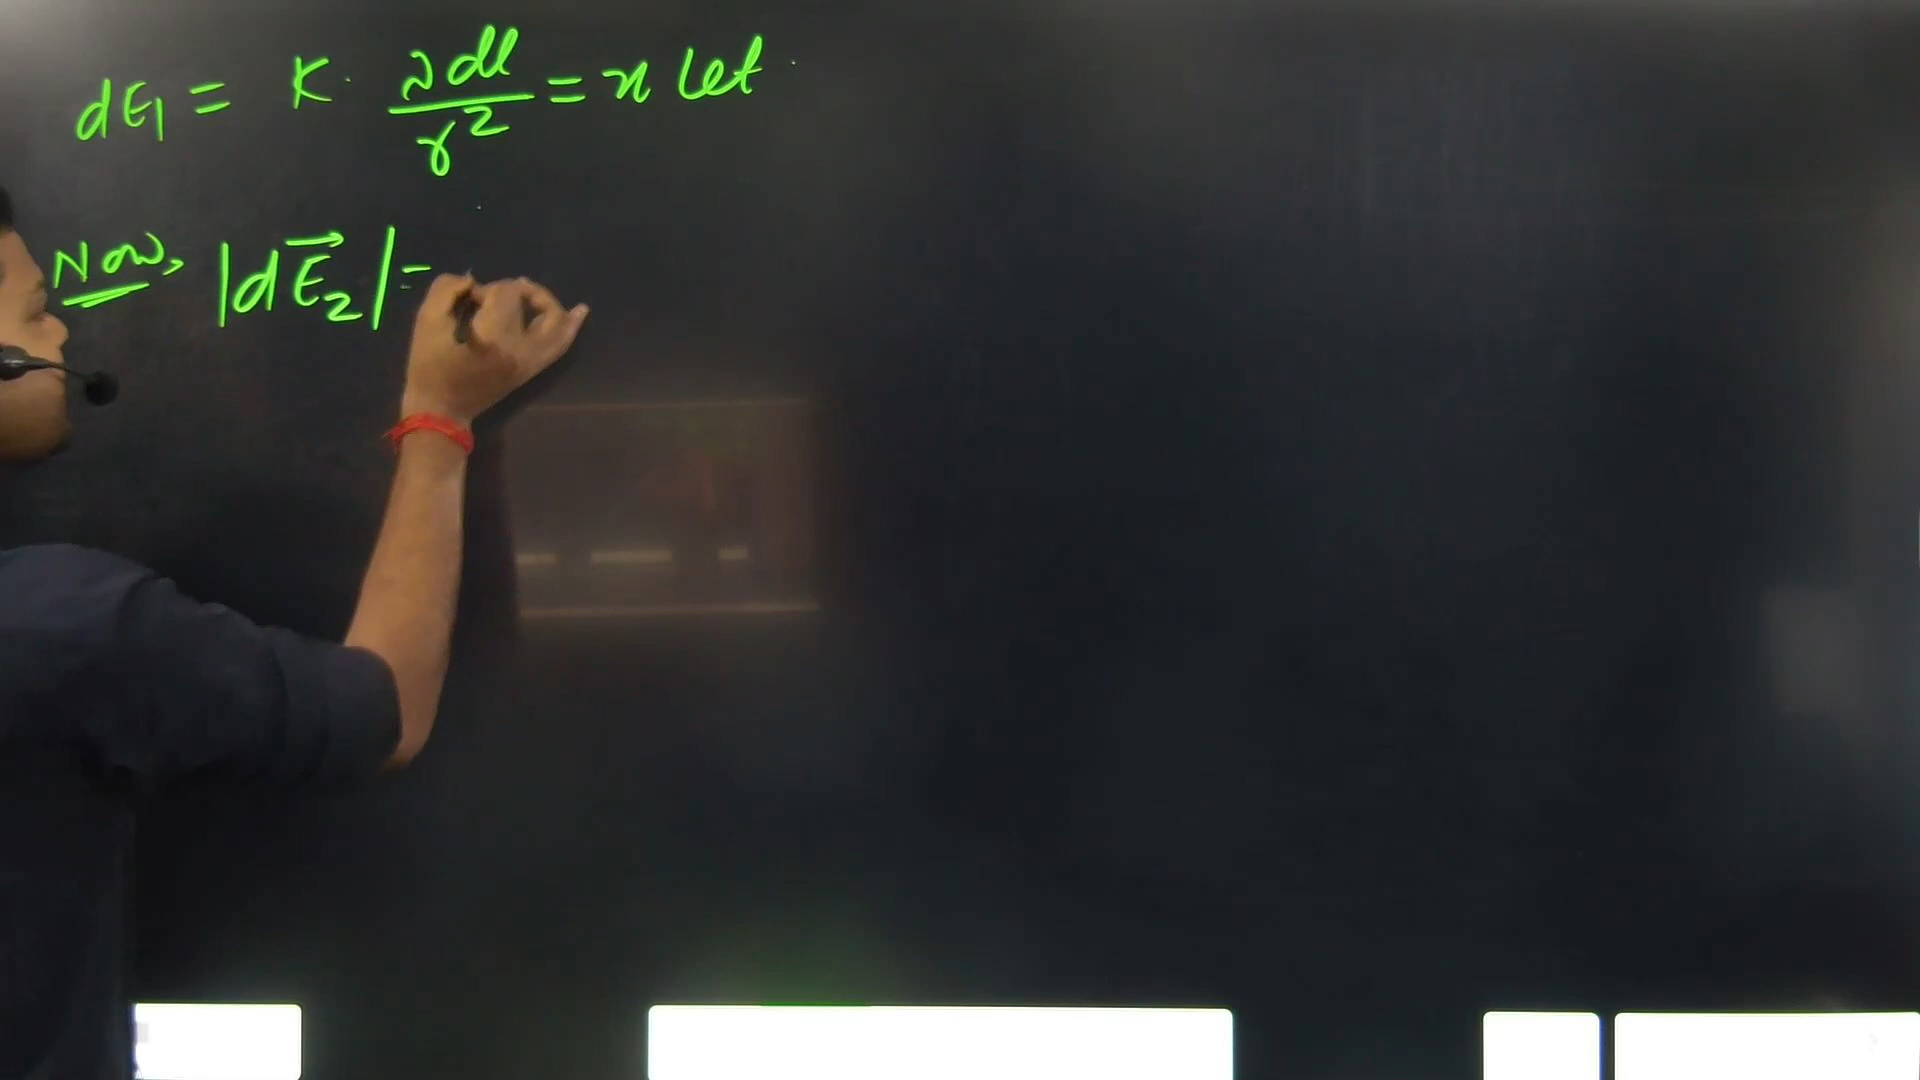 dE₁ = K · λdl/r² = x let
Now, |dE⃗₂| =